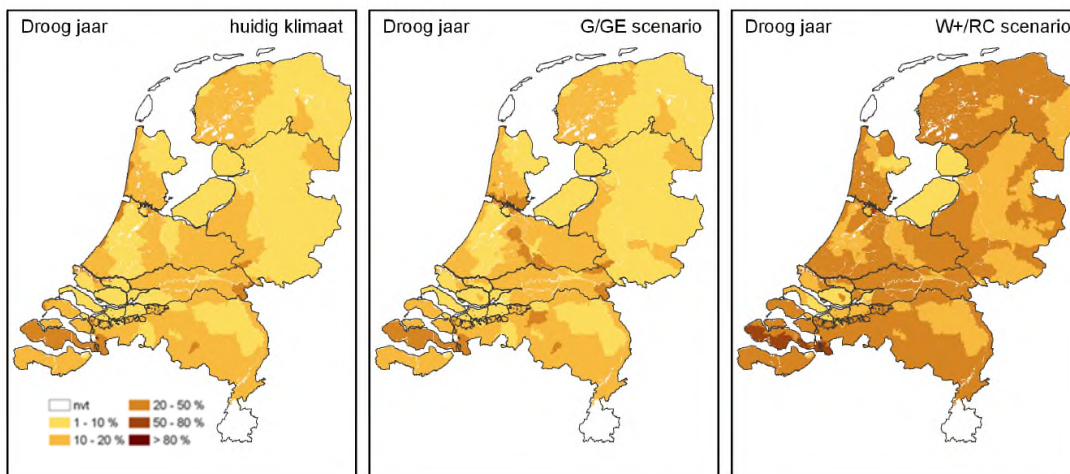 Droog jaar huidig klimaat
Droog jaar G/GE scenario
Droog jaar W+/RC scenario
nvt 20 - 50 %
1 - 10 % 50 - 80 %
10 - 20 % > 80 %